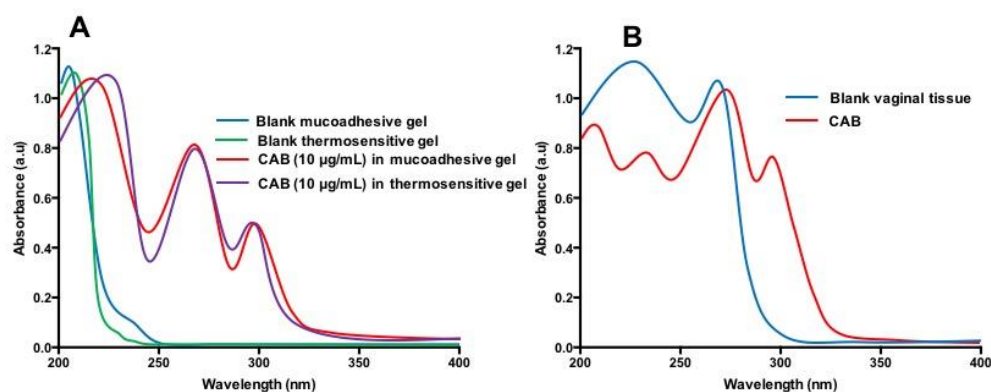 A
1.2
1.0
0.8
0.6
0.4
0.2
0.0
Absorbance (a.u)
200 250 300 350 400
Wavelength (nm)
Blank mucoadhesive gel
Blank thermosensitive gel
CAB (10 µg/mL) in mucoadhesive gel
CAB (10 µg/mL) in thermosensitive gel
B
1.2
1.0
0.8
0.6
0.4
0.2
0.0
Absorbance (a.u)
200 250 300 350 400
Wavelength (nm)
Blank vaginal tissue
CAB